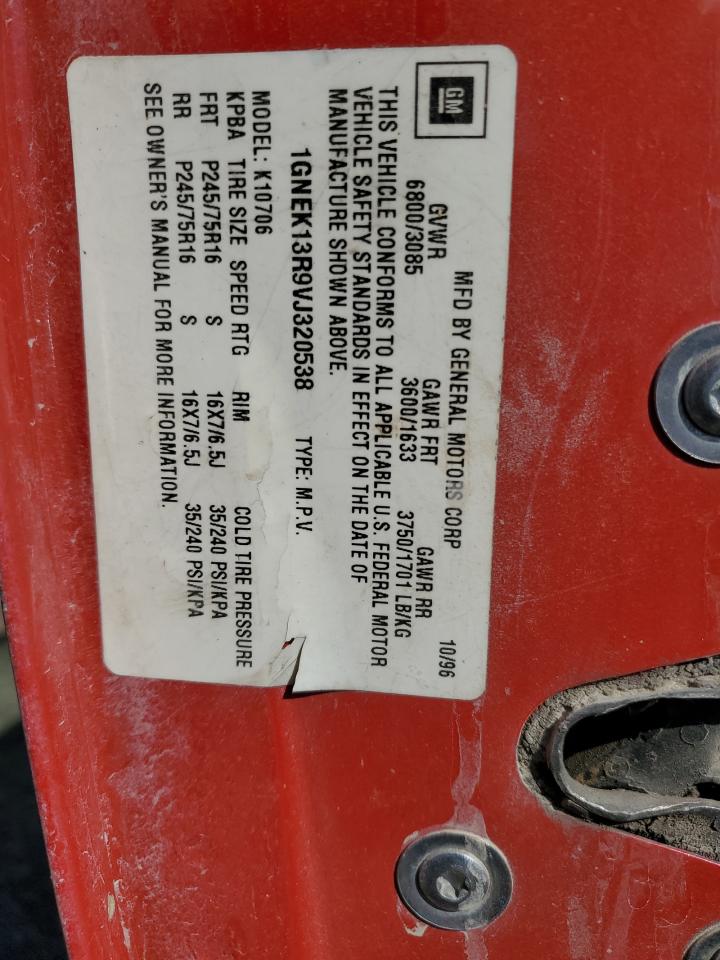 GM
MFD BY GENERAL MOTORS CORP 10/96
GVWR GAWR FRT GAWR RR
6800/3085 3600/1633 3750/1701 LB/KG
THIS VEHICLE CONFORMS TO ALL APPLICABLE U.S. FEDERAL MOTOR
VEHICLE SAFETY STANDARDS IN EFFECT ON THE DATE OF
MANUFACTURE SHOWN ABOVE.
1GNEK13R9VJ320538 TYPE: M.P.V.
MODEL: K10706
KPBA TIRE SIZE SPEED RTG RIM COLD TIRE PRESSURE
FRT P245/75R16 S 16X7/6.5J 35/240 PSI/KPA
RR P245/75R16 S 16X7/6.5J 35/240 PSI/KPA
SEE OWNER'S MANUAL FOR MORE INFORMATION.